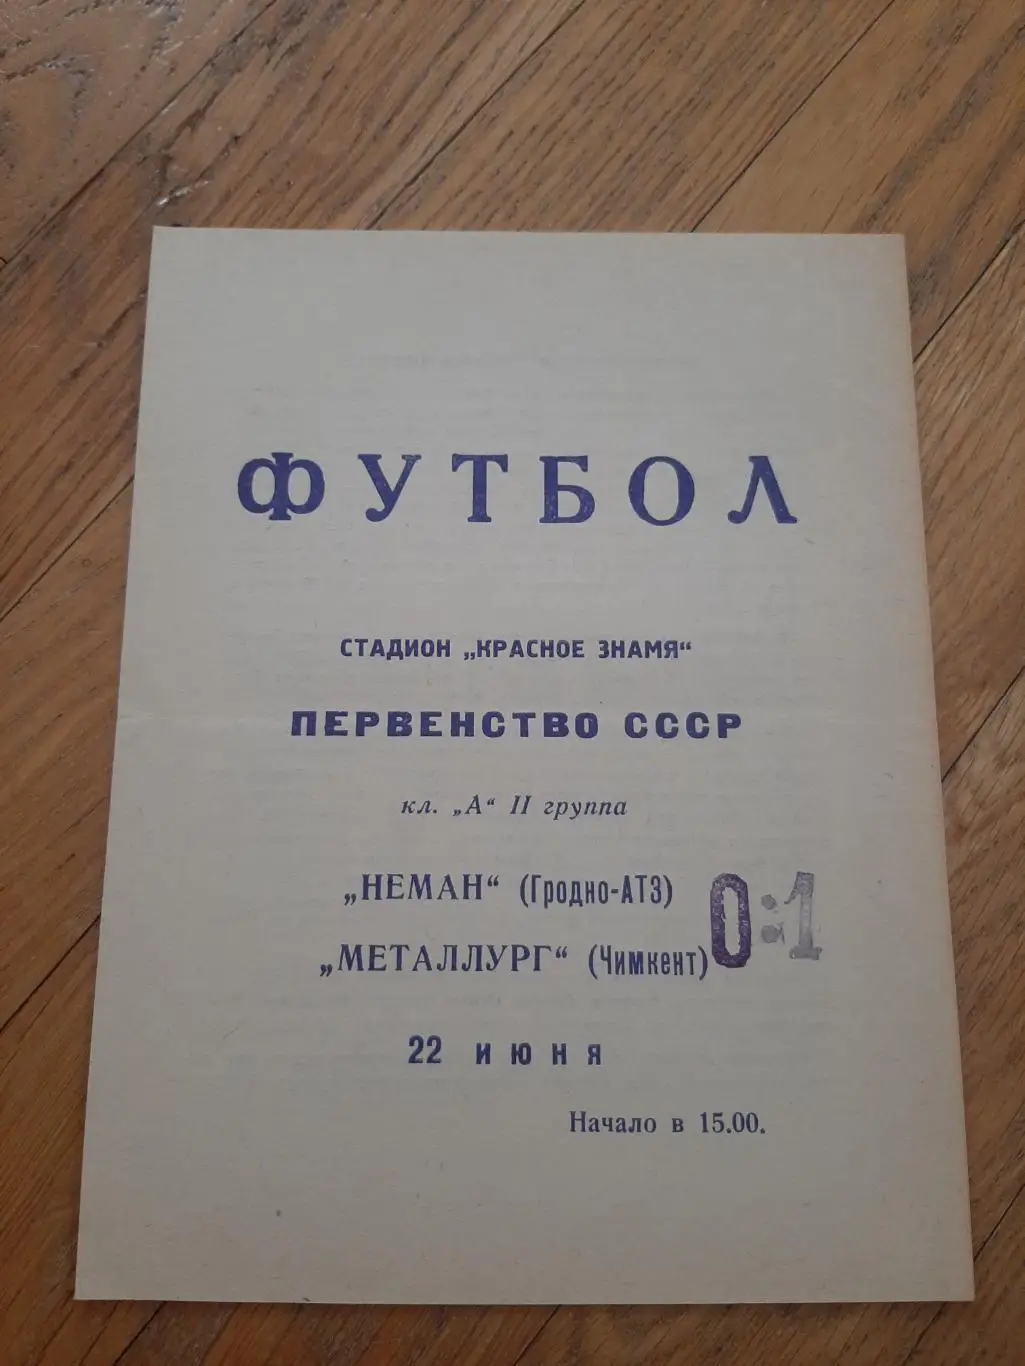 ФУТБОЛ
СТАДИОН „КРАСНОЕ ЗНАМЯ“
ПЕРВЕНСТВО СССР
кл. „А“ II группа
„НЕМАН“ (Гродно-АТЗ)
0:1
„МЕТАЛЛУРГ“ (Чимкент)
22 июня
Начало в 15.00.